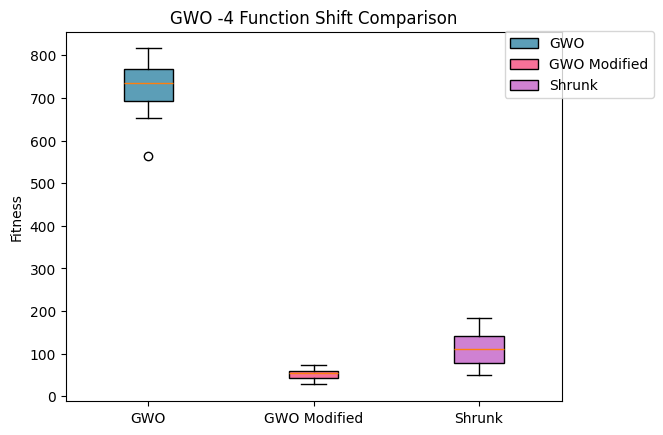 GWO -4 Function Shift Comparison
GWO
GWO Modified
Shrunk
Fitness
800
700
600
500
400
300
200
100
0
GWO
GWO Modified
Shrunk